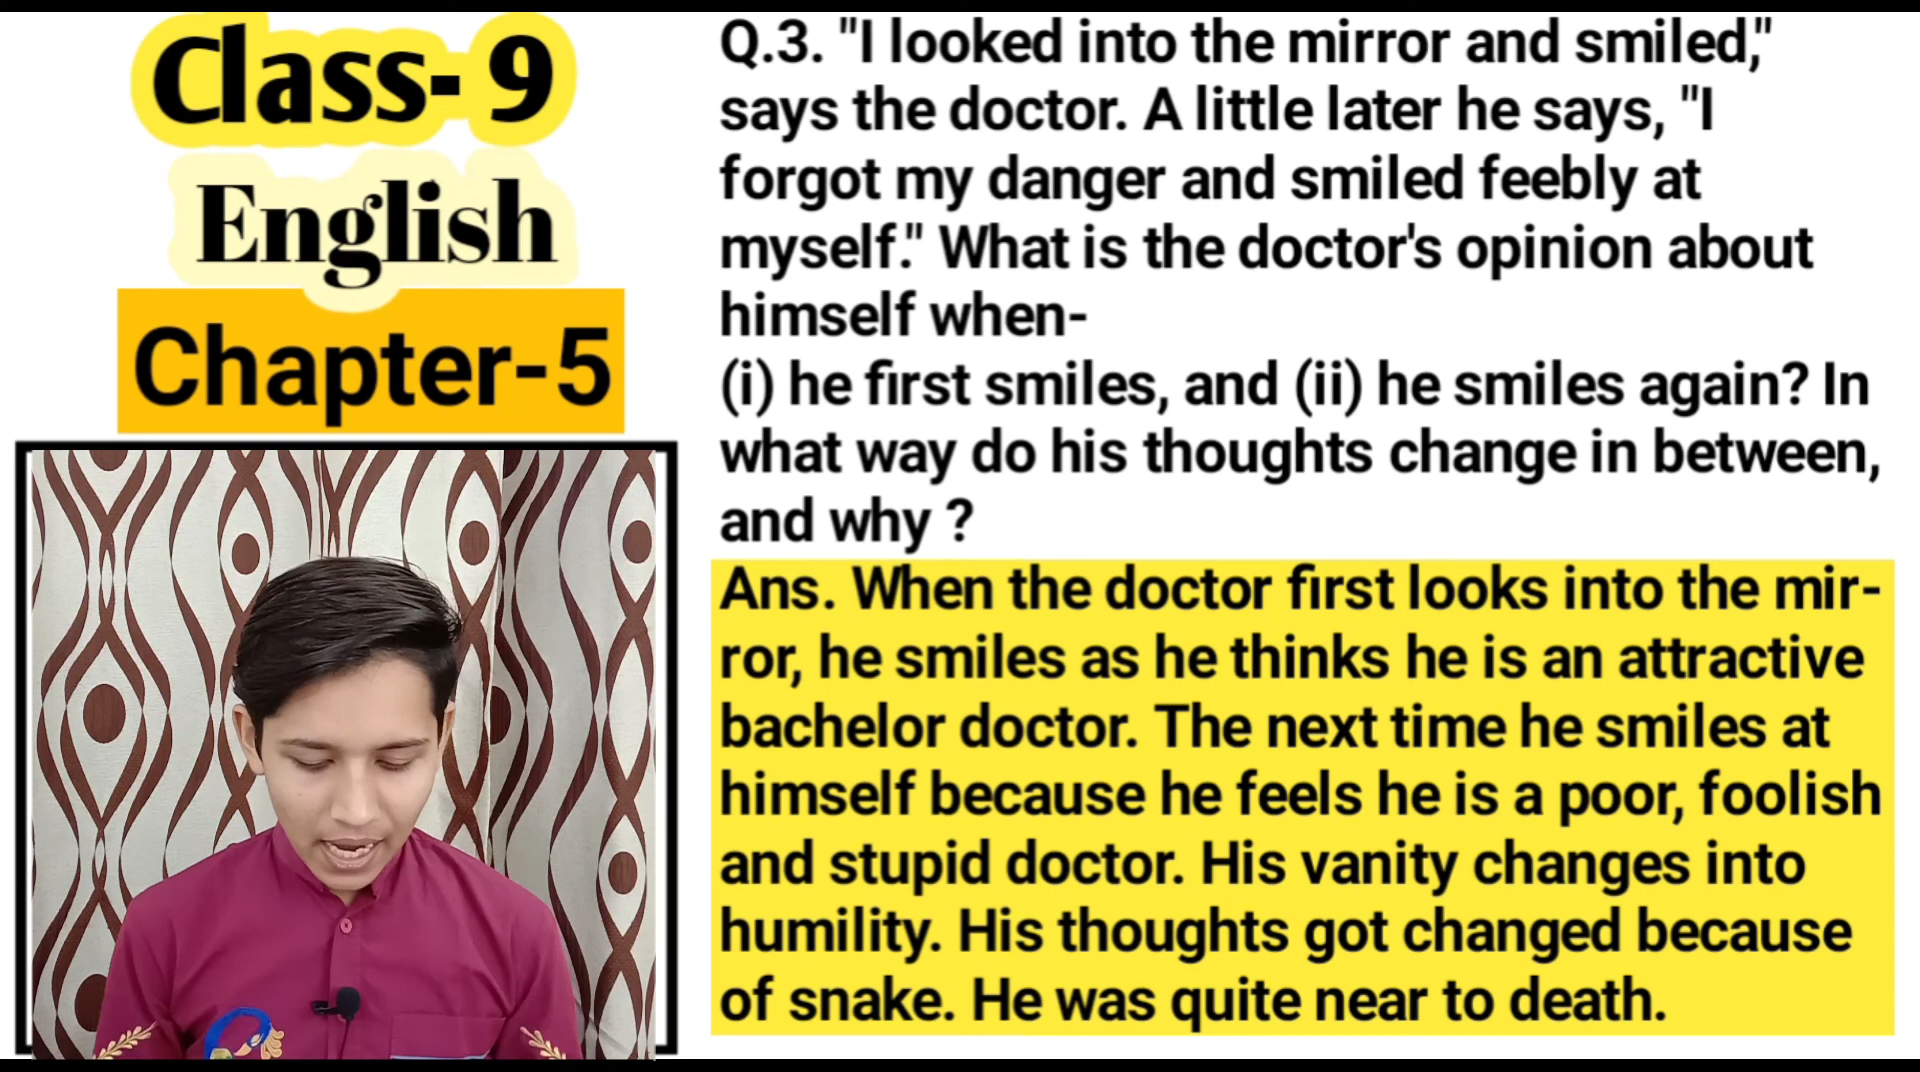 Class- 9
English
Chapter-5
Q.3. "I looked into the mirror and smiled,"
says the doctor. A little later he says, "I
forgot my danger and smiled feebly at
myself." What is the doctor's opinion about
himself when-
(i) he first smiles, and (ii) he smiles again? In
what way do his thoughts change in between,
and why ?
Ans. When the doctor first looks into the mir-
ror, he smiles as he thinks he is an attractive
bachelor doctor. The next time he smiles at
himself because he feels he is a poor, foolish
and stupid doctor. His vanity changes into
humility. His thoughts got changed because
of snake. He was quite near to death.